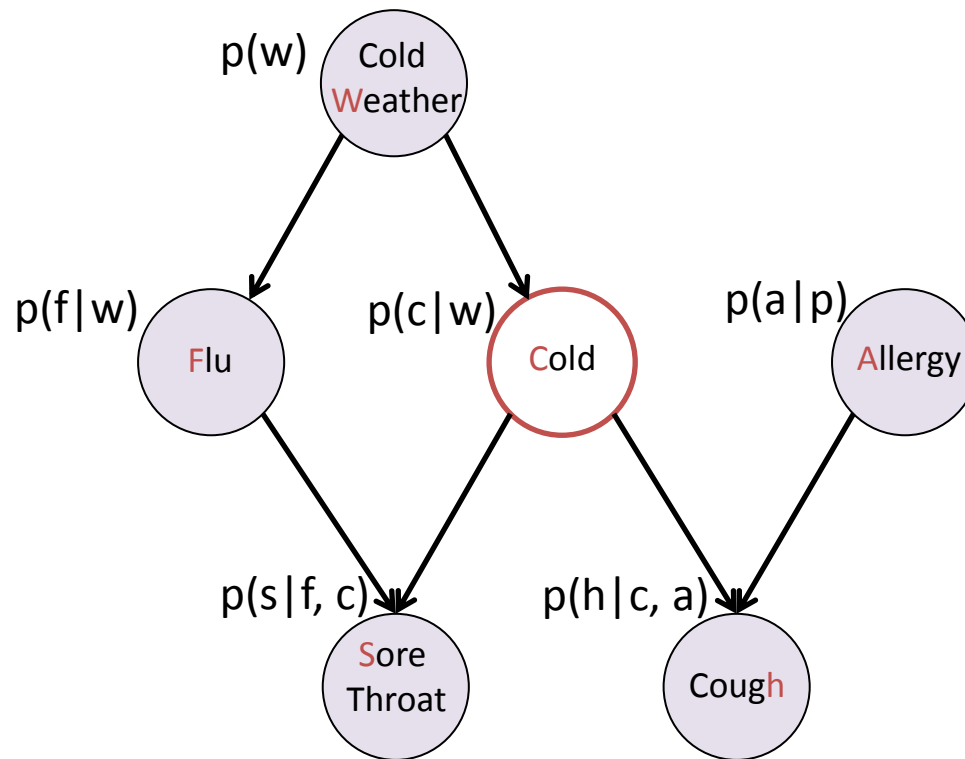 p(w)
Cold
Weather
p(f|w)
p(c|w)
p(a|p)
Flu
Cold
Allergy
p(s|f, c)
p(h|c, a)
Sore
Throat
Cough